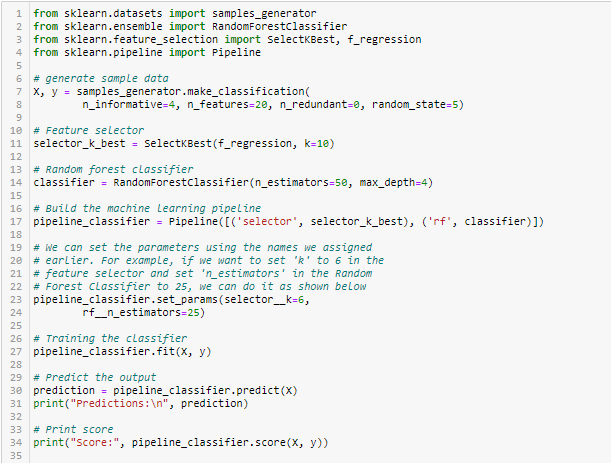 1 from sklearn.datasets import samples_generator
2 from sklearn.ensemble import RandomForestClassifier
3 from sklearn.feature_selection import SelectKBest, f_regression
4 from sklearn.pipeline import Pipeline
5
6 # generate sample data
7 X, y = samples_generator.make_classification(
8         n_informative=4, n_features=20, n_redundant=0, random_state=5)
9
10 # Feature selector
11 selector_k_best = SelectKBest(f_regression, k=10)
12
13 # Random forest classifier
14 classifier = RandomForestClassifier(n_estimators=50, max_depth=4)
15
16 # Build the machine learning pipeline
17 pipeline_classifier = Pipeline([('selector', selector_k_best), ('rf', classifier)])
18
19 # We can set the parameters using the names we assigned
20 # earlier. For example, if we want to set 'k' to 6 in the
21 # feature selector and set 'n_estimators' in the Random
22 # Forest Classifier to 25, we can do it as shown below
23 pipeline_classifier.set_params(selector__k=6,
24         rf__n_estimators=25)
25
26 # Training the classifier
27 pipeline_classifier.fit(X, y)
28
29 # Predict the output
30 prediction = pipeline_classifier.predict(X)
31 print("Predictions:\n", prediction)
32
33 # Print score
34 print("Score:", pipeline_classifier.score(X, y))
35